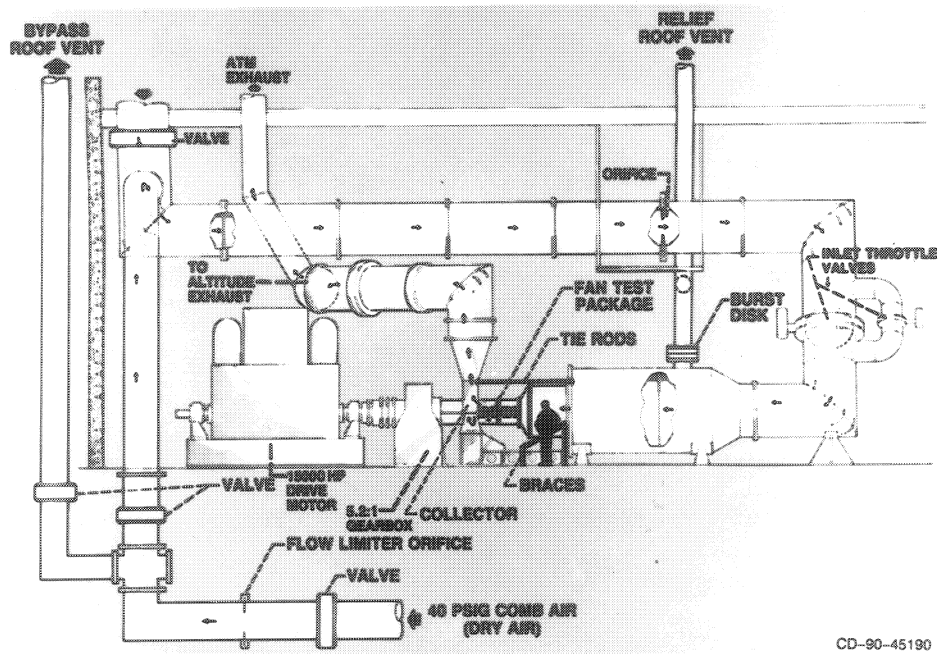 BYPASS
ROOF VENT
RELIEF
ROOF VENT
ATM
EXHAUST
VALVE
ORIFICE
TO
ALTITUDE
EXHAUST
INLET THROTTLE
VALVES
FAN TEST
PACKAGE
BURST
DISK
TIE RODS
VALVE
15000 HP
DRIVE
MOTOR
5.2:1
GEARBOX
COLLECTOR
BRACES
FLOW LIMITER ORIFICE
VALVE
40 PSIG COMB AIR
(DRY AIR)
CD-90-45190